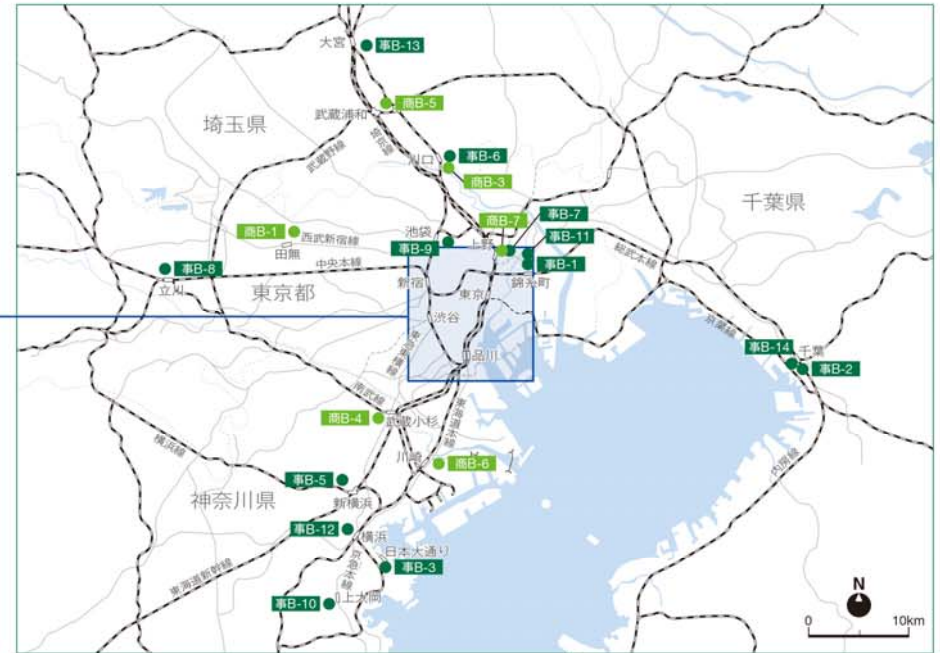 大宮
事B-13
商B-5
武蔵浦和
埼玉県
武蔵野線
川口
事B-6
商B-3
千葉県
商B-7
事B-7
商B-1
西武新宿線
田無
池袋
上野
事B-9
事B-11
総武本線
事B-8
中央本線
立川
東京都
新宿
東京
錦糸町
事B-1
渋谷
京葉線
品川
事B-14
千葉
事B-2
南武線
商B-4
武蔵小杉
東海道本線
横浜線
川崎
商B-6
内房線
事B-5
神奈川県
新横浜
事B-12
横浜
日本大通り
東海道新幹線
京急本線
事B-3
事B-10
上大岡
N
0
10km